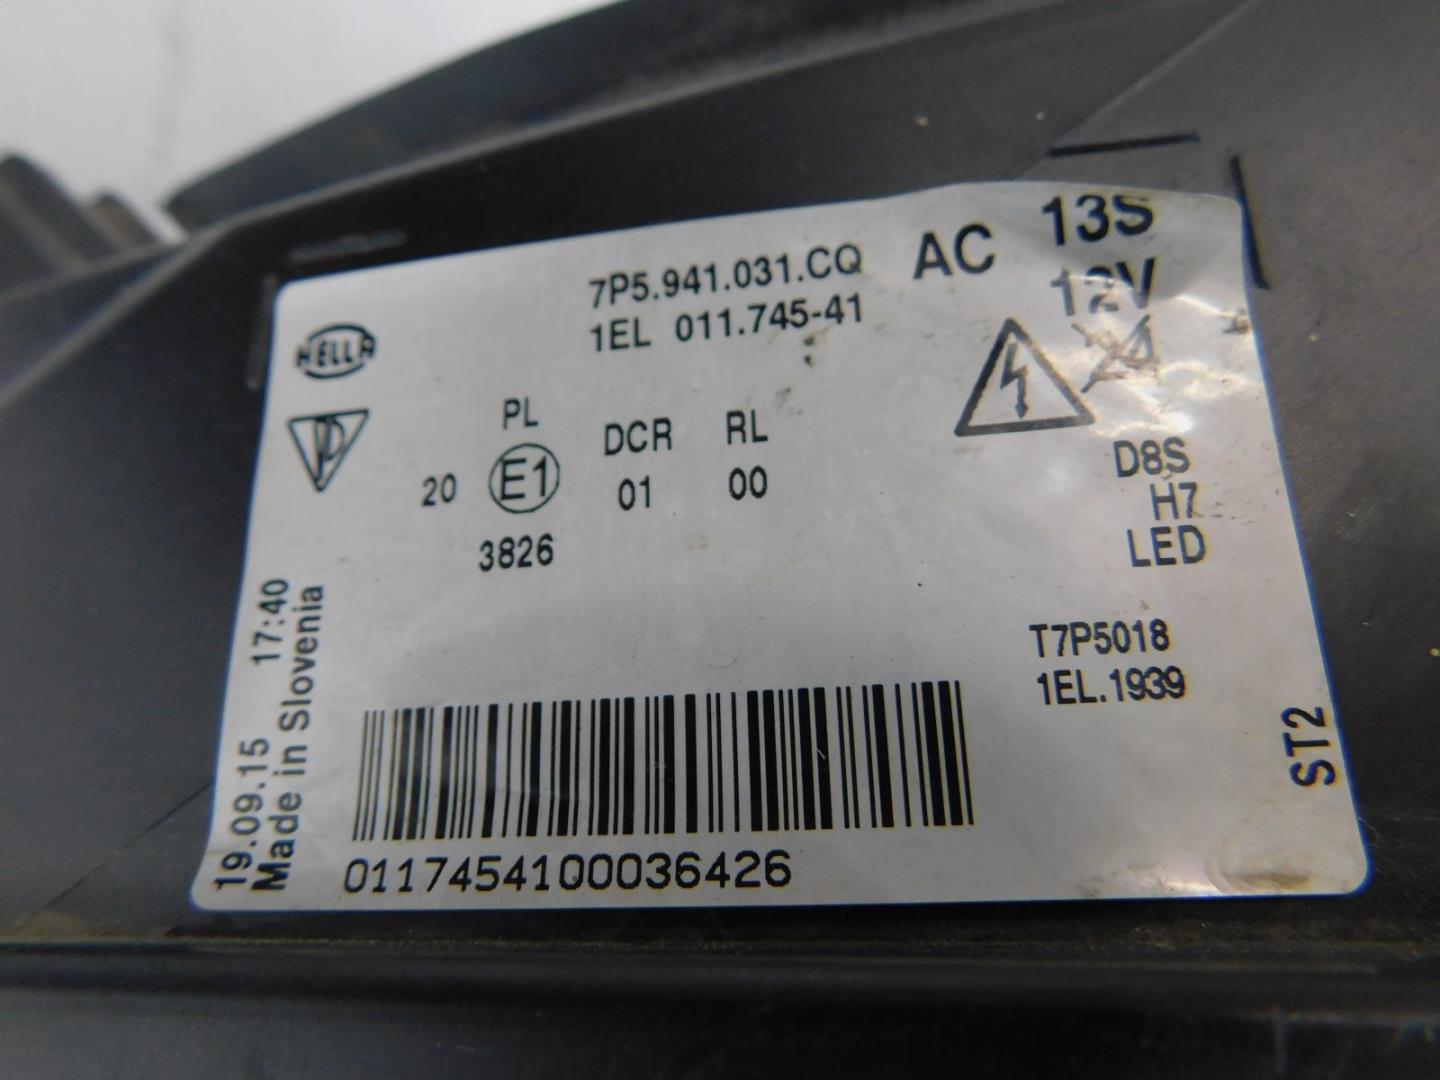 7P5.941.031.CQ AC 13S
1EL 011.745-41 12V
HELLA
PL DCR RL
20 E1 01 00
3826
D8S
H7
LED
T7P5018
1EL.1939
ST2
19.09.15 17:40
Made in Slovenia
0117454100036426